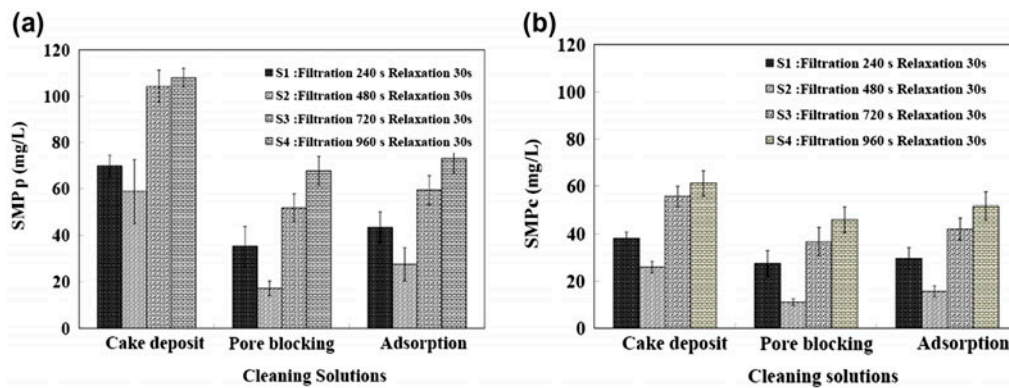 (a)
120
100
80
60
40
20
0
SMPp (mg/L)
S1 :Filtration 240 s Relaxation 30s
S2 :Filtration 480 s Relaxation 30s
S3 :Filtration 720 s Relaxation 30s
S4 :Filtration 960 s Relaxation 30s
Cake deposit Pore blocking Adsorption
Cleaning Solutions
(b)
120
100
80
60
40
20
0
SMPc (mg/L)
S1 :Filtration 240 s Relaxation 30s
S2 :Filtration 480 s Relaxation 30s
S3 :Filtration 720 s Relaxation 30s
S4 :Filtration 960 s Relaxation 30s
Cake deposit Pore blocking Adsorption
Cleaning solutions